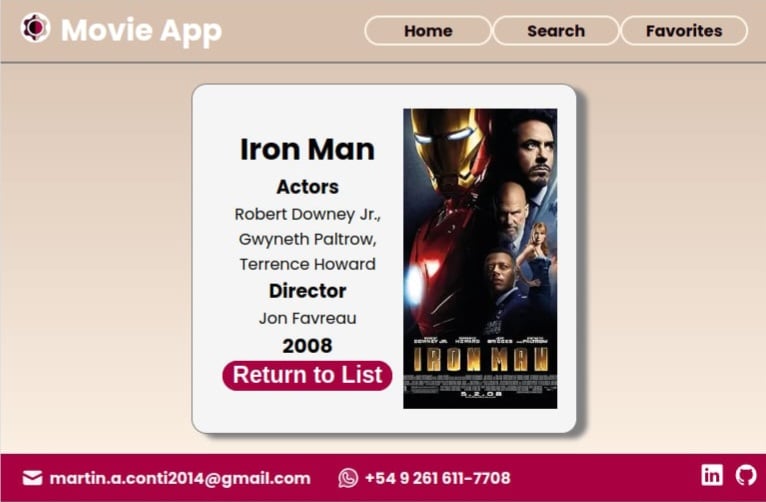 Movie App
Home
Search
Favorites
Iron Man
Actors
Robert Downey Jr.,
Gwyneth Paltrow,
Terrence Howard
Director
Jon Favreau
2008
Return to List
IRON MAN
5.2.08
martin.a.conti2014@gmail.com
+54 9 261 611-7708
in